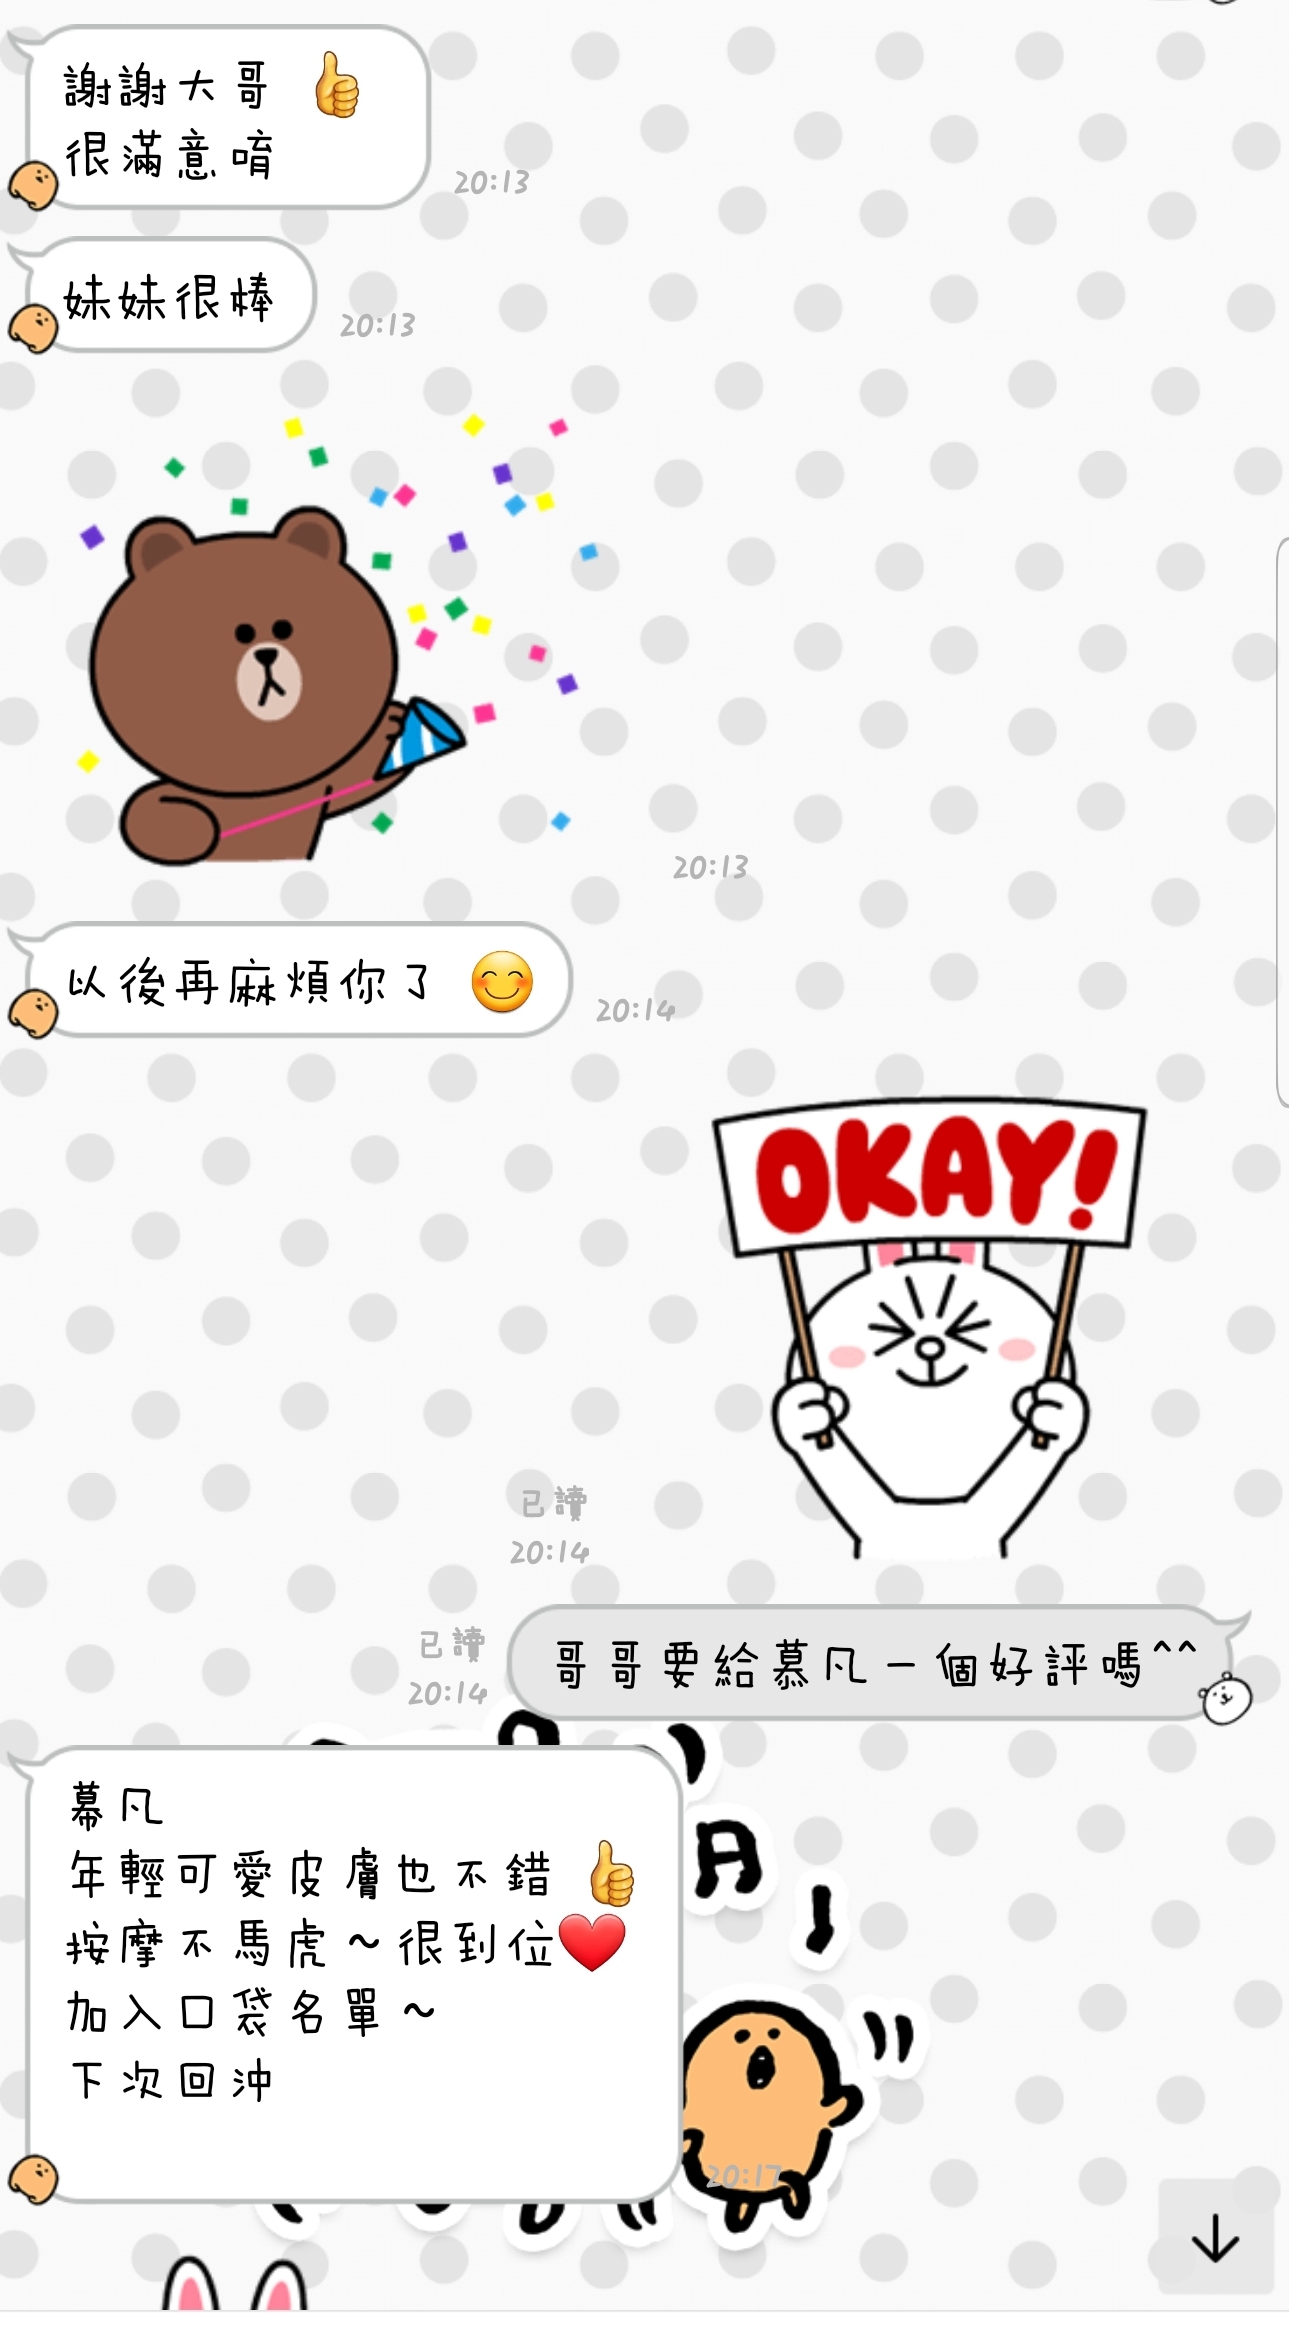 謝謝大哥 👍
很滿意唷
20:13
妹妹很棒
20:13
20:13
以後再麻煩你了 😊
20:14
OKAY!
已讀
20:14
哥哥要給慕凡一個好評嗎^^
已讀
20:14
幕凡
年輕可愛皮膚也不錯 👍
按摩不馬虎~很到位❤️
加入口袋名單~
下次回沖
20:17